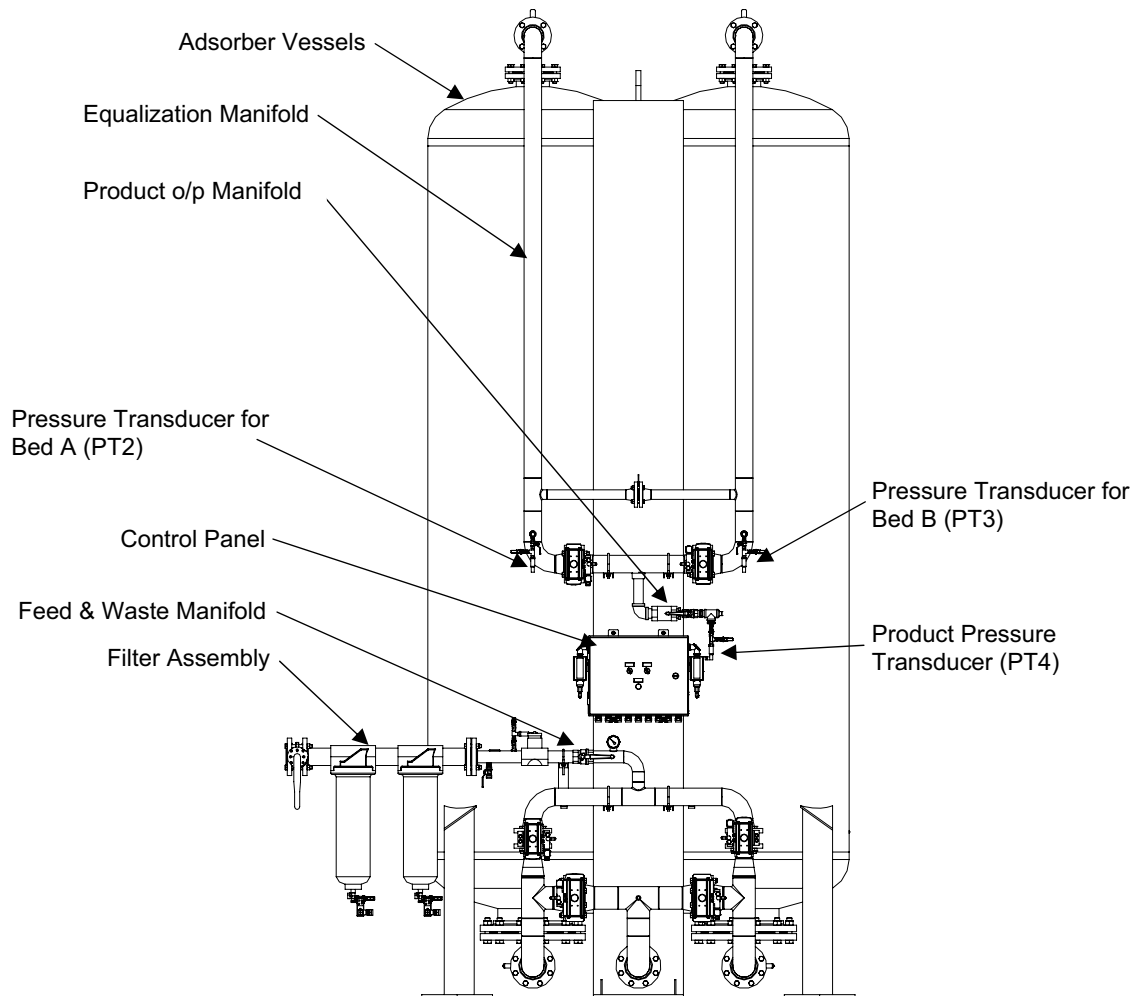 Adsorber Vessels
Equalization Manifold
Product o/p Manifold
Pressure Transducer for
Bed A (PT2)
Pressure Transducer for
Bed B (PT3)
Control Panel
Feed & Waste Manifold
Filter Assembly
Product Pressure
Transducer (PT4)